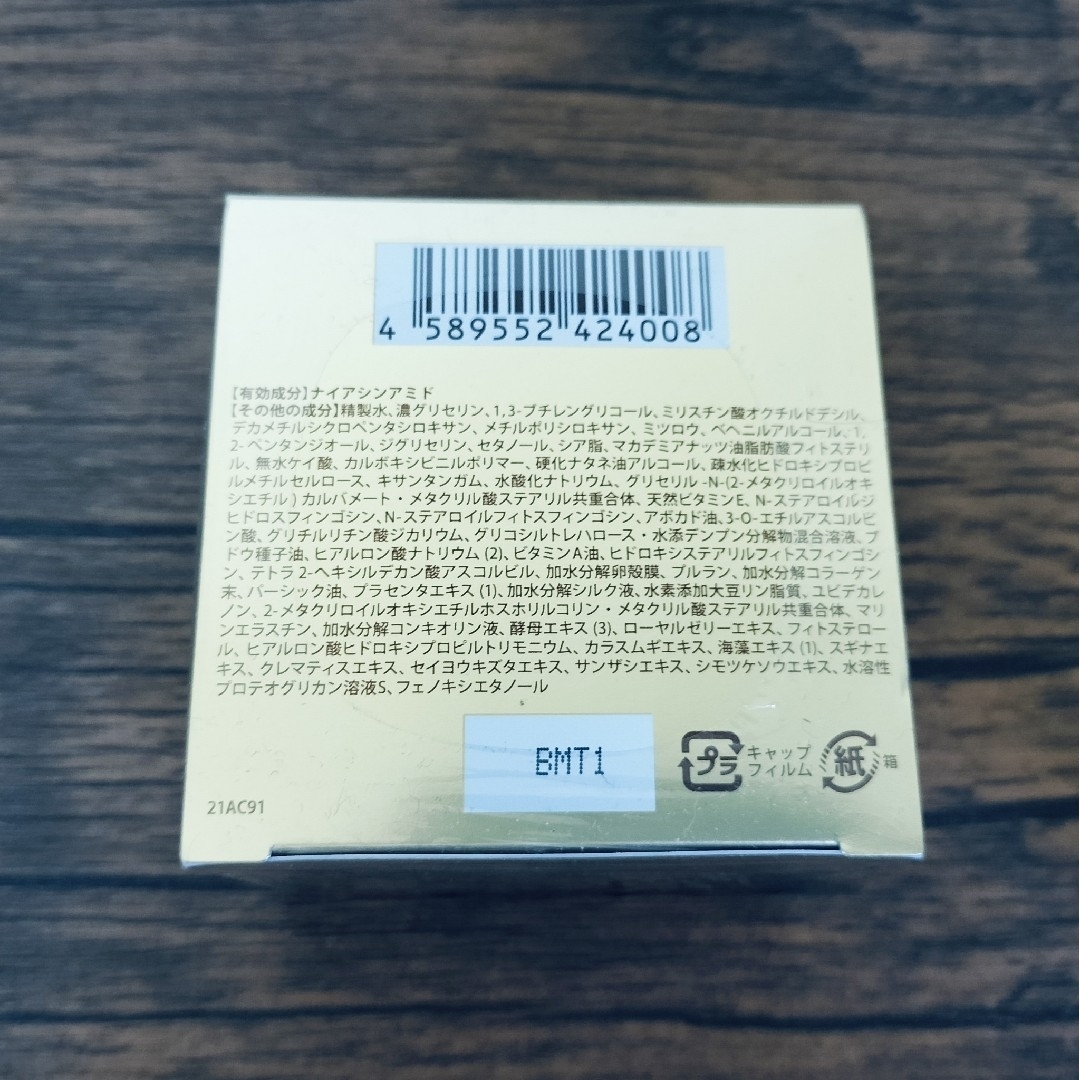 4 589552 424008
【有効成分】ナイアシンアミド
【その他の成分】精製水、濃グリセリン、1,3-ブチレングリコール、ミリスチン酸オクチルドデシル、
デカメチルシクロペンタシロキサン、メチルポリシロキサン、ミツロウ、ベヘニルアルコール、1,
2-ペンタンジオール、ジグリセリン、セタノール、シア脂、マカデミアナッツ油脂肪酸フィトステリ
ル、無水ケイ酸、カルボキシビニルポリマー、硬化ナタネ油アルコール、疎水化ヒドロキシプロピ
ルメチルセルロース、キサンタンガム、水酸化ナトリウム、グリセリル-N-(2-メタクリロイルオキ
シエチル)カルバメート・メタクリル酸ステアリル共重合体、天然ビタミンE、N-ステアロイルジ
ヒドロスフィンゴシン、N-ステアロイルフィトスフィンゴシン、アボカド油、3-O-エチルアスコルビ
ン酸、グリチルリチン酸ジカリウム、グリコシルトレハロース・水添デンプン分解物混合溶液、ブ
ドウ種子油、ヒアルロン酸ナトリウム(2)、ビタミンA油、ヒドロキシステアリルフィトスフィンゴシ
ン、テトラ2-ヘキシルデカン酸アスコルビル、加水分解卵殻膜、プルラン、加水分解コラーゲン
末、パーシック油、プラセンタエキス(1)、加水分解シルク液、水素添加大豆リン脂質、ユビデカレ
ノン、2-メタクリロイルオキシエチルホスホリルコリン・メタクリル酸ステアリル共重合体、マリ
ンエラスチン、加水分解コンキオリン液、酵母エキス(3)、ローヤルゼリーエキス、フィトステロー
ル、ヒアルロン酸ヒドロキシプロピルトリモニウム、カラスムギエキス、海藻エキス(1)、スギナエ
キス、クレマティスエキス、セイヨウキズタエキス、サンザシエキス、シモツケソウエキス、水溶性
プロテオグリカン溶液S、フェノキシエタノール
BMT1
プラ
キャップ
フィルム
紙
箱
21AC91